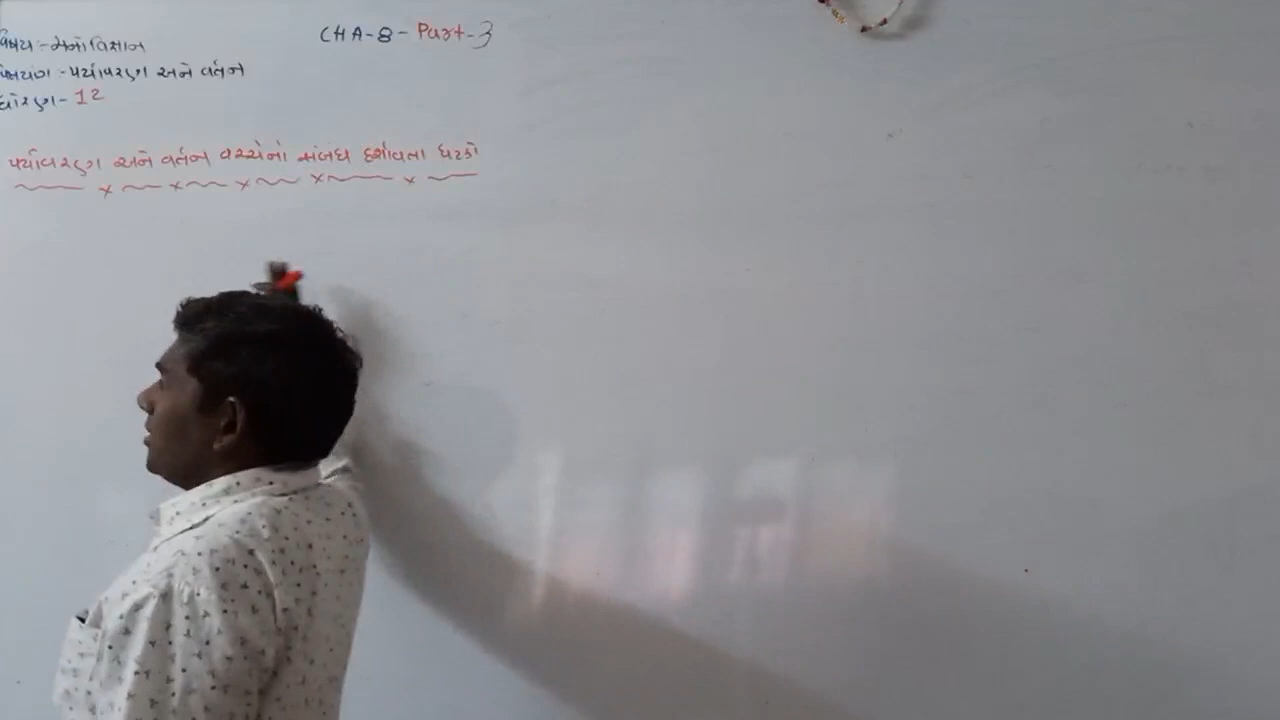 વિષય :- મનોવિજ્ઞાન
CHA-8 - Part-3
:- પર્યાવરણ અને વર્તન
ધોરણ - 12
પર્યાવરણ અને વર્તન વચ્ચેનો સંબંધ દર્શાવતા ઘટકો